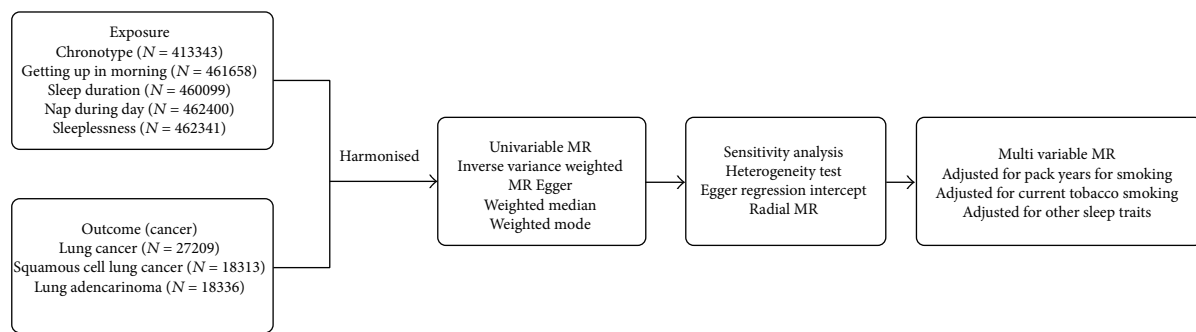 Exposure
Chronotype (N = 413343)
Getting up in morning (N = 461658)
Sleep duration (N = 460099)
Nap during day (N = 462400)
Sleeplessness (N = 462341)
Outcome (cancer)
Lung cancer (N = 27209)
Squamous cell lung cancer (N = 18313)
Lung adencarinoma (N = 18336)
Harmonised
Univariable MR
Inverse variance weighted
MR Egger
Weighted median
Weighted mode
Sensitivity analysis
Heterogeneity test
Egger regression intercept
Radial MR
Multi variable MR
Adjusted for pack years for smoking
Adjusted for current tobacco smoking
Adjusted for other sleep traits